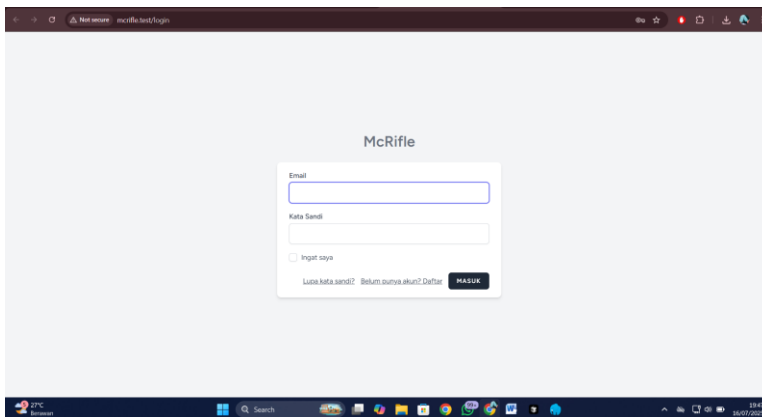 Not secure mcrifle.test/login
McRifle
Email
Kata Sandi
Ingat saya
Lupa kata sandi? Belum punya akun? Daftar MASUK
27°C
Berawan
Search
99+